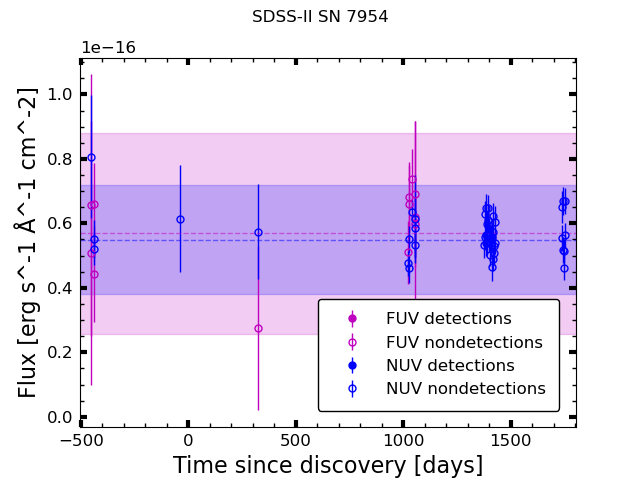 SDSS-II SN 7954
1e−16
Flux [erg s^-1 Å^-1 cm^-2]
1.0
0.8
0.6
0.4
0.2
0.0
FUV detections
FUV nondetections
NUV detections
NUV nondetections
−500 0 500 1000 1500
Time since discovery [days]